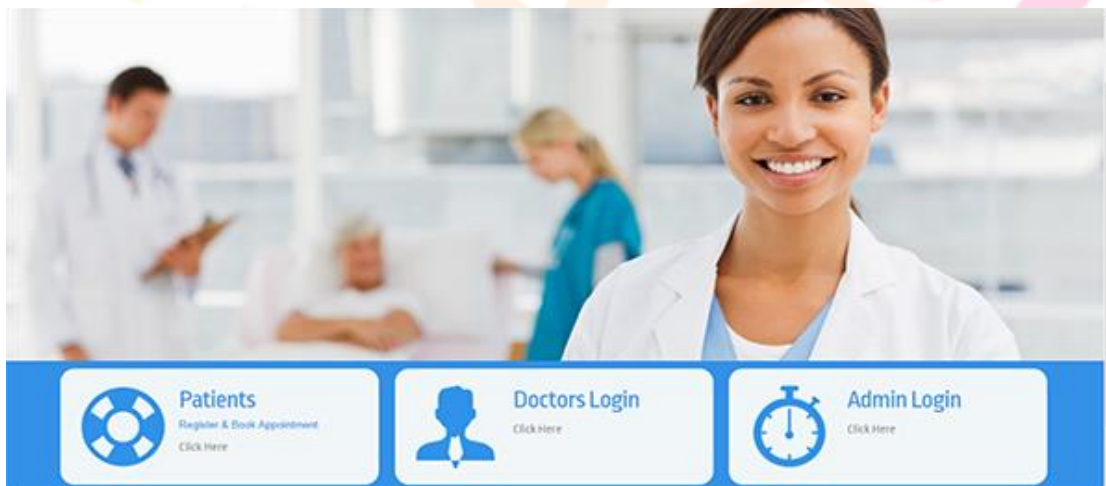 Patients
Register & Book Appointment
Click Here
Doctors Login
Click Here
Admin Login
Click Here